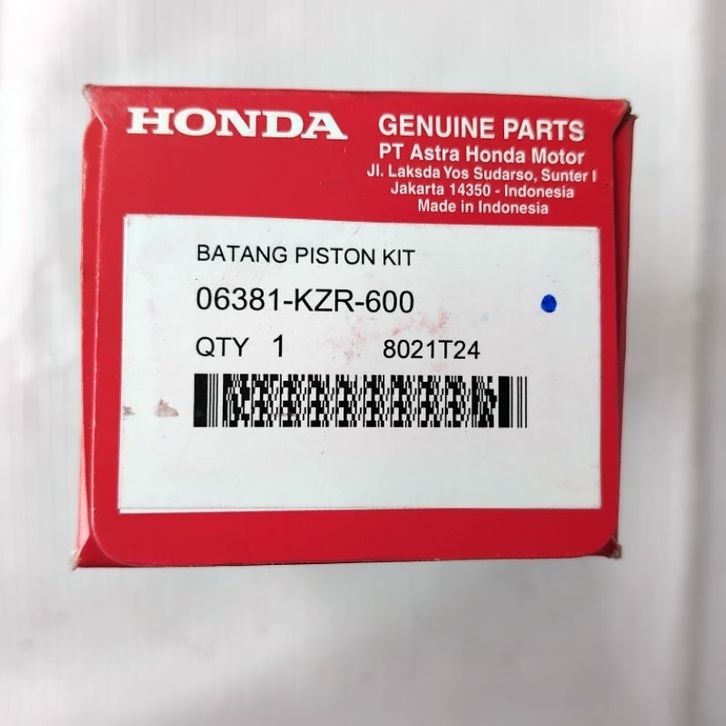 HONDA
GENUINE PARTS
PT Astra Honda Motor
Jl. Laksda Yos Sudarso, Sunter I
Jakarta 14350 - Indonesia
Made in Indonesia
BATANG PISTON KIT
06381-KZR-600
QTY 1 8021T24